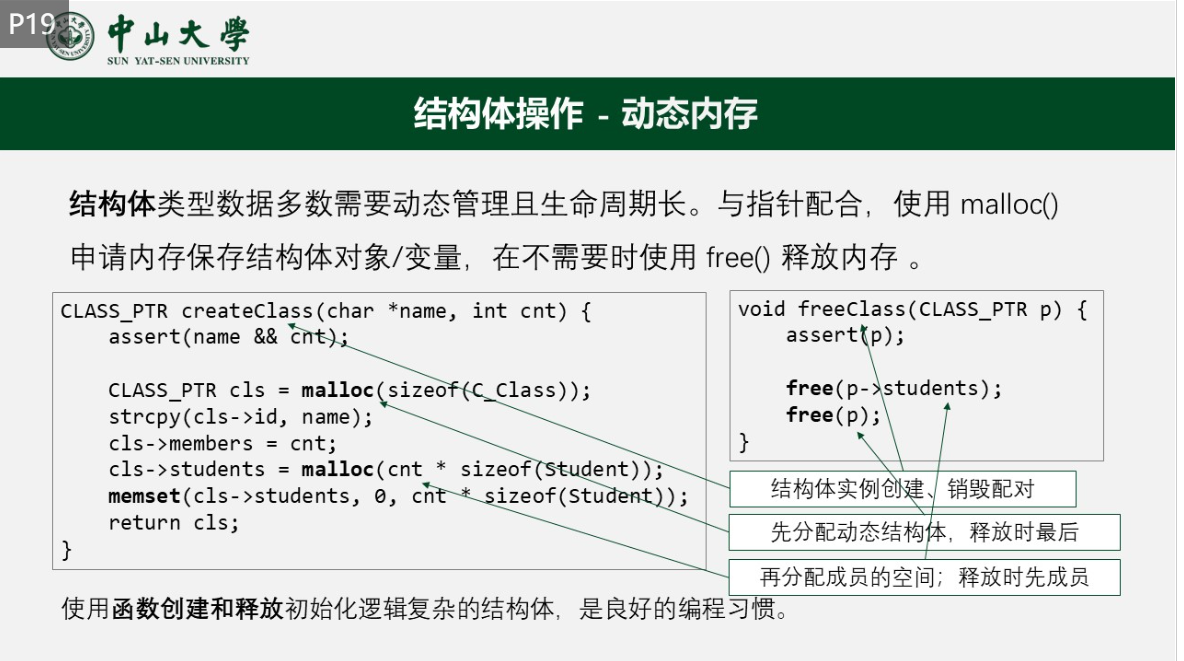 P19
中山大學
SUN YAT-SEN UNIVERSITY
结构体操作 - 动态内存
结构体类型数据多数需要动态管理且生命周期长。与指针配合，使用 malloc()
申请内存保存结构体对象/变量，在不需要时使用 free() 释放内存 。
CLASS_PTR createClass(char *name, int cnt) {
    assert(name && cnt);
    CLASS_PTR cls = malloc(sizeof(C_Class));
    strcpy(cls->id, name);
    cls->members = cnt;
    cls->students = malloc(cnt * sizeof(Student));
    memset(cls->students, 0, cnt * sizeof(Student));
    return cls;
}
void freeClass(CLASS_PTR p) {
    assert(p);
    free(p->students);
    free(p);
}
结构体实例创建、销毁配对
先分配动态结构体，释放时最后
再分配成员的空间；释放时先成员
使用函数创建和释放初始化逻辑复杂的结构体，是良好的编程习惯。